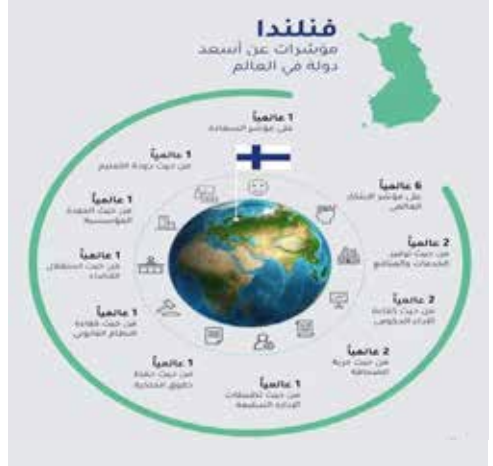 فنلندا
مؤشرات عن أسعد
دولة في العالم
1 عالمياً
على مؤشر السعادة
1 عالمياً
من حيث جودة التعليم
1 عالمياً
من حيث القدرة
المؤسسية
1 عالمياً
من حيث استقلال
القضاء
1 عالمياً
من حيث كفاءة
النظام القانوني
1 عالمياً
من حيث حماية
حقوق الملكية
1 عالمياً
من حيث تطبيقات
الإدارة السليمة
2 عالمياً
من حيث حرية
الصحافة
2 عالمياً
من حيث كفاءة
الأداء الحكومي
2 عالمياً
من حيث توفير
الخدمات والمنافع
6 عالمياً
على مؤشر الابتكار
العالمي